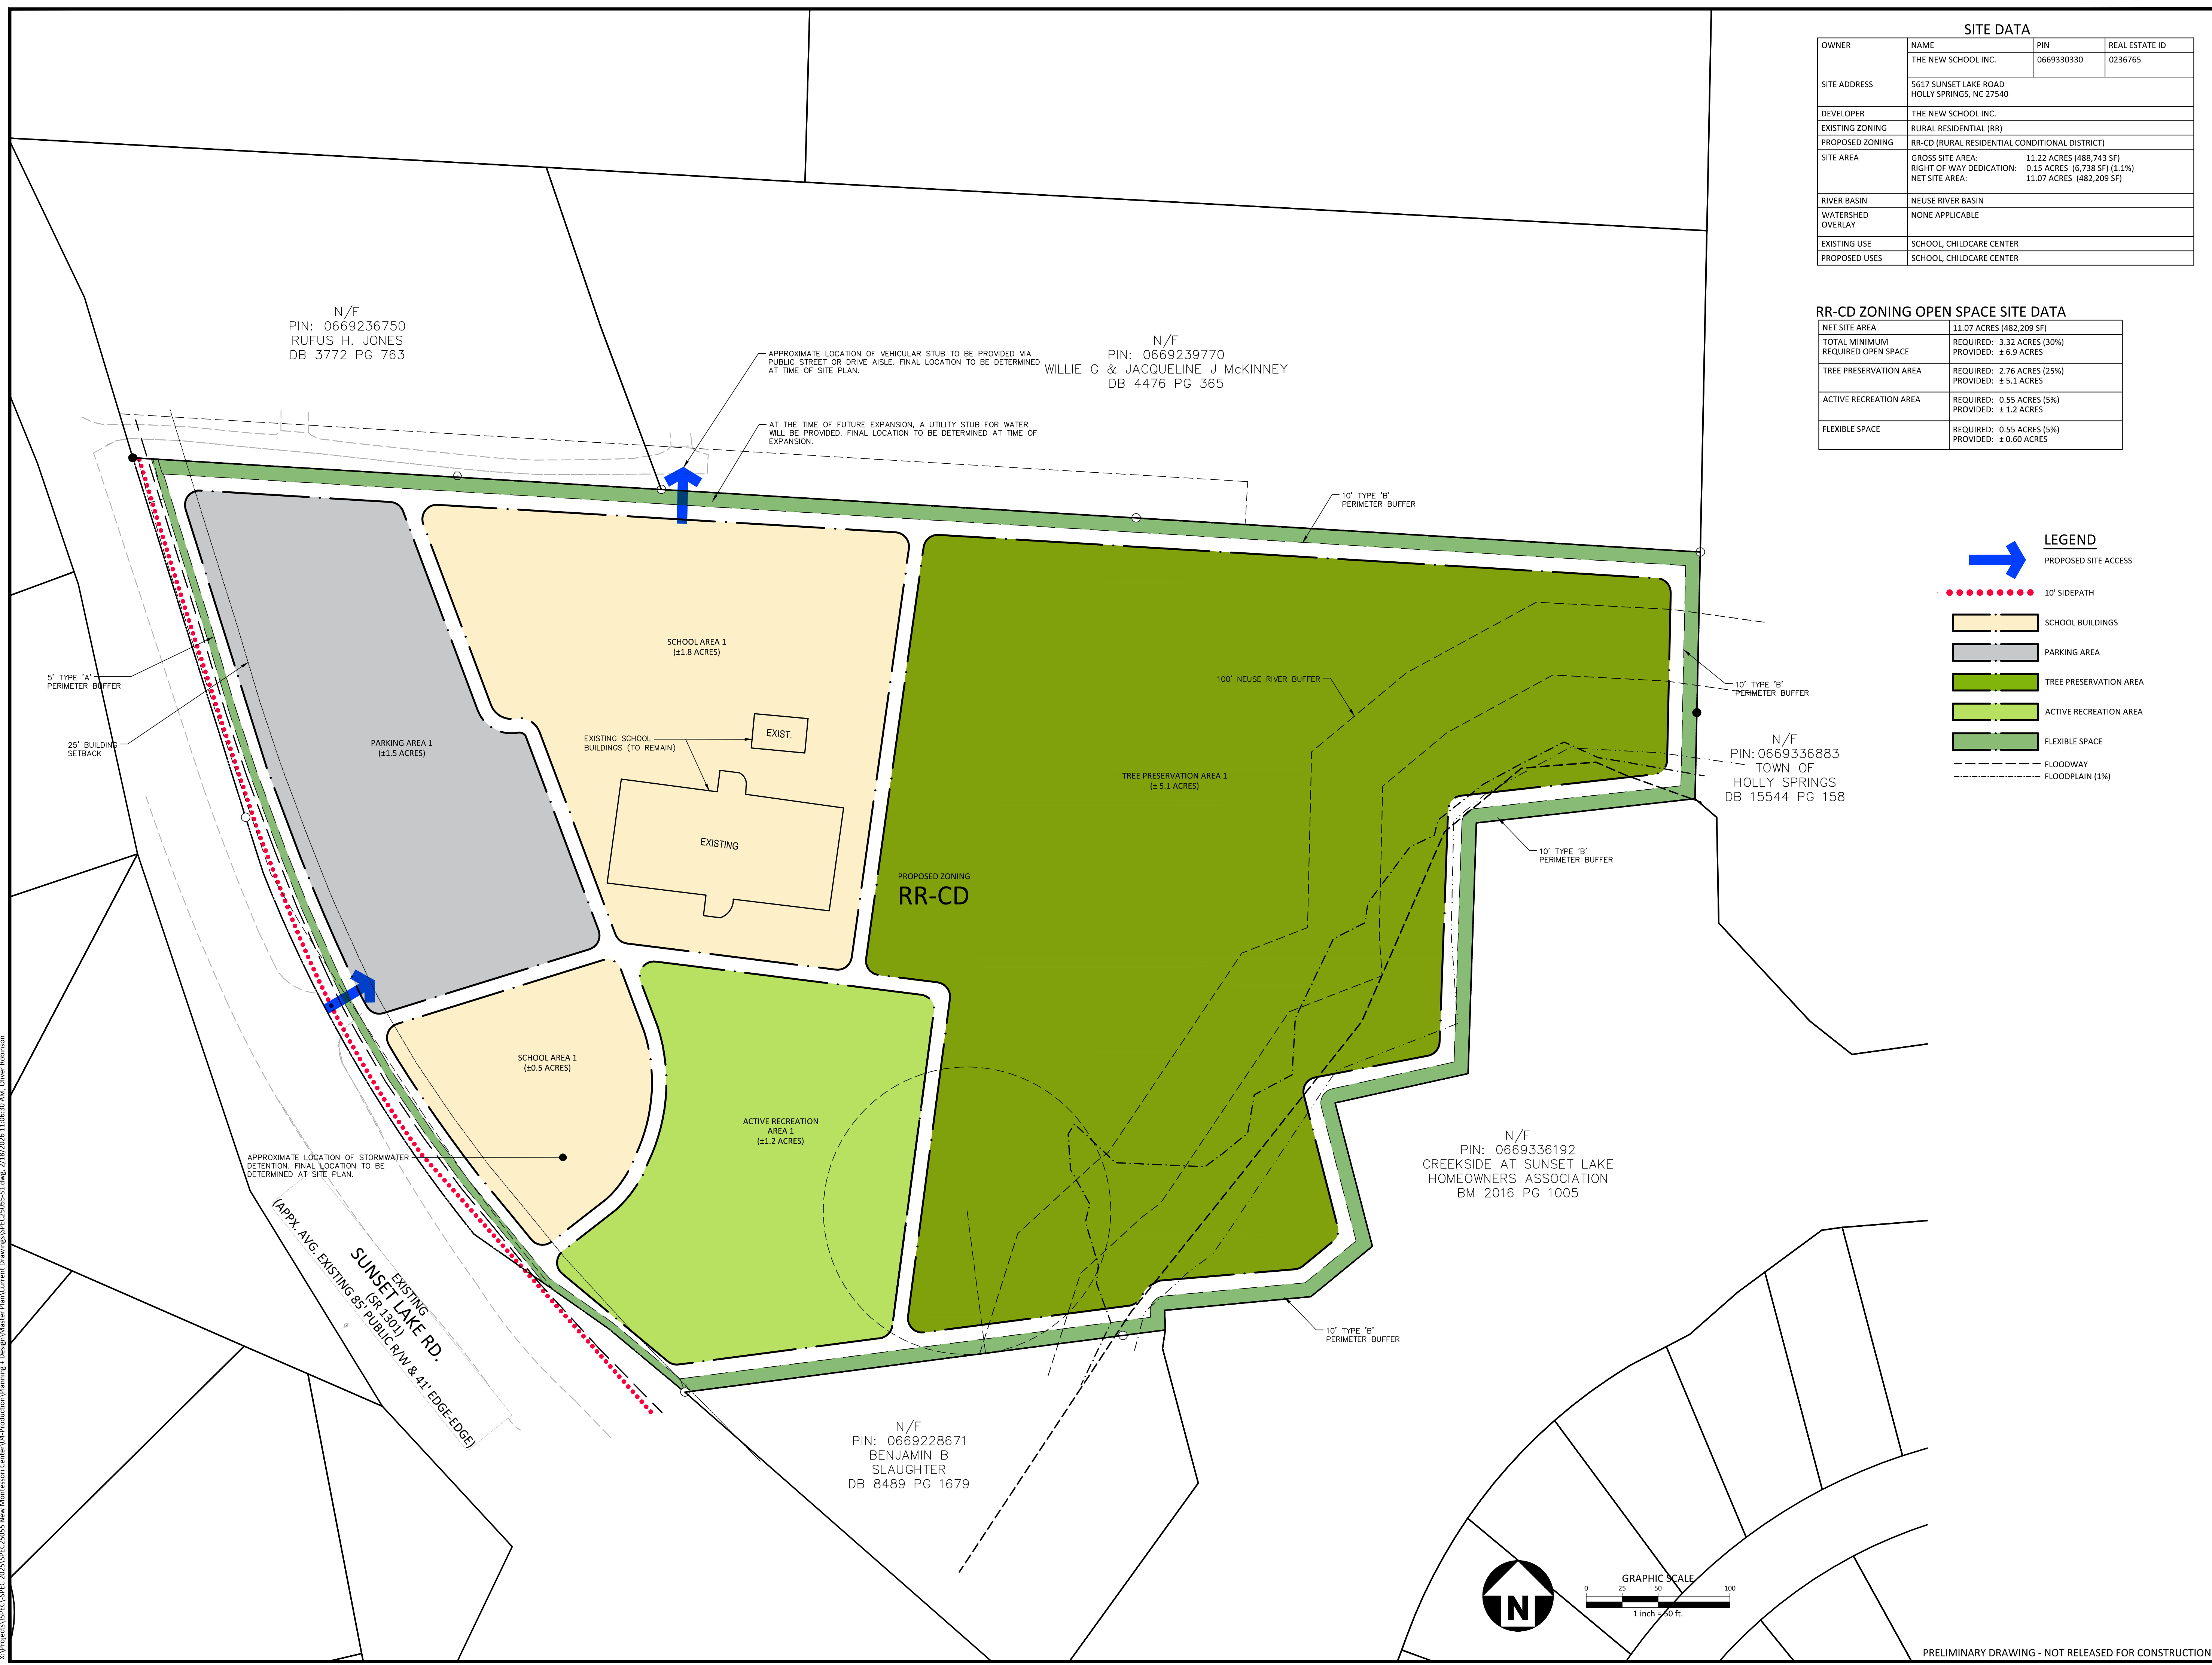 SITE DATA
OWNER NAME PIN REAL ESTATE ID
THE NEW SCHOOL INC. 0669330330 0236765
SITE ADDRESS 5617 SUNSET LAKE ROAD
HOLLY SPRINGS, NC 27540
DEVELOPER THE NEW SCHOOL INC.
EXISTING ZONING RURAL RESIDENTIAL (RR)
PROPOSED ZONING RR-CD (RURAL RESIDENTIAL CONDITIONAL DISTRICT)
SITE AREA GROSS SITE AREA: 11.22 ACRES (488,743 SF)
RIGHT OF WAY DEDICATION: 0.15 ACRES (6,738 SF) (1.1%)
NET SITE AREA: 11.07 ACRES (482,209 SF)
RIVER BASIN NEUSE RIVER BASIN
WATERSHED NONE APPLICABLE
OVERLAY
EXISTING USE SCHOOL, CHILDCARE CENTER
PROPOSED USES SCHOOL, CHILDCARE CENTER
RR-CD ZONING OPEN SPACE SITE DATA
NET SITE AREA 11.07 ACRES (482,209 SF)
TOTAL MINIMUM REQUIRED: 3.32 ACRES (30%)
REQUIRED OPEN SPACE PROVIDED: ± 6.9 ACRES
TREE PRESERVATION AREA REQUIRED: 2.76 ACRES (25%)
PROVIDED: ± 5.1 ACRES
ACTIVE RECREATION AREA REQUIRED: 0.55 ACRES (5%)
PROVIDED: ± 1.2 ACRES
FLEXIBLE SPACE REQUIRED: 0.55 ACRES (5%)
PROVIDED: ± 0.60 ACRES
LEGEND
PROPOSED SITE ACCESS
10' SIDEPATH
SCHOOL BUILDINGS
PARKING AREA
TREE PRESERVATION AREA
ACTIVE RECREATION AREA
FLEXIBLE SPACE
FLOODWAY
FLOODPLAIN (1%)
N/F
PIN: 0669236750
RUFUS H. JONES
DB 3772 PG 763
APPROXIMATE LOCATION OF VEHICULAR STUB TO BE PROVIDED VIA
PUBLIC STREET OR DRIVE AISLE. FINAL LOCATION TO BE DETERMINED
AT TIME OF SITE PLAN.
N/F
PIN: 0669239770
WILLIE G & JACQUELINE J McKINNEY
DB 4476 PG 365
AT THE TIME OF FUTURE EXPANSION, A UTILITY STUB FOR WATER
WILL BE PROVIDED. FINAL LOCATION TO BE DETERMINED AT TIME OF
EXPANSION.
10' TYPE 'B'
PERIMETER BUFFER
SCHOOL AREA 1
(±1.8 ACRES)
5' TYPE 'A'
PERIMETER BUFFER
25' BUILDING
SETBACK
PARKING AREA 1
(±1.5 ACRES)
EXISTING SCHOOL
BUILDINGS (TO REMAIN)
EXIST.
EXISTING
100' NEUSE RIVER BUFFER
10' TYPE 'B'
PERIMETER BUFFER
TREE PRESERVATION AREA 1
(± 5.1 ACRES)
N/F
PIN: 0669336883
TOWN OF
HOLLY SPRINGS
DB 15544 PG 158
10' TYPE 'B'
PERIMETER BUFFER
PROPOSED ZONING
RR-CD
SCHOOL AREA 1
(±0.5 ACRES)
ACTIVE RECREATION
AREA 1
(±1.2 ACRES)
APPROXIMATE LOCATION OF STORMWATER
DETENTION. FINAL LOCATION TO BE
DETERMINED AT SITE PLAN.
N/F
PIN: 0669336192
CREEKSIDE AT SUNSET LAKE
HOMEOWNERS ASSOCIATION
BM 2016 PG 1005
10' TYPE 'B'
PERIMETER BUFFER
EXISTING
SUNSET LAKE RD.
(SR 1301)
(APPX. AVG. EXISTING 85' PUBLIC R/W & 41' EDGE-EDGE)
N/F
PIN: 0669228671
BENJAMIN B
SLAUGHTER
DB 8489 PG 1679
N
GRAPHIC SCALE
0 25 50 100
1 inch = 50 ft.
PRELIMINARY DRAWING - NOT RELEASED FOR CONSTRUCTION